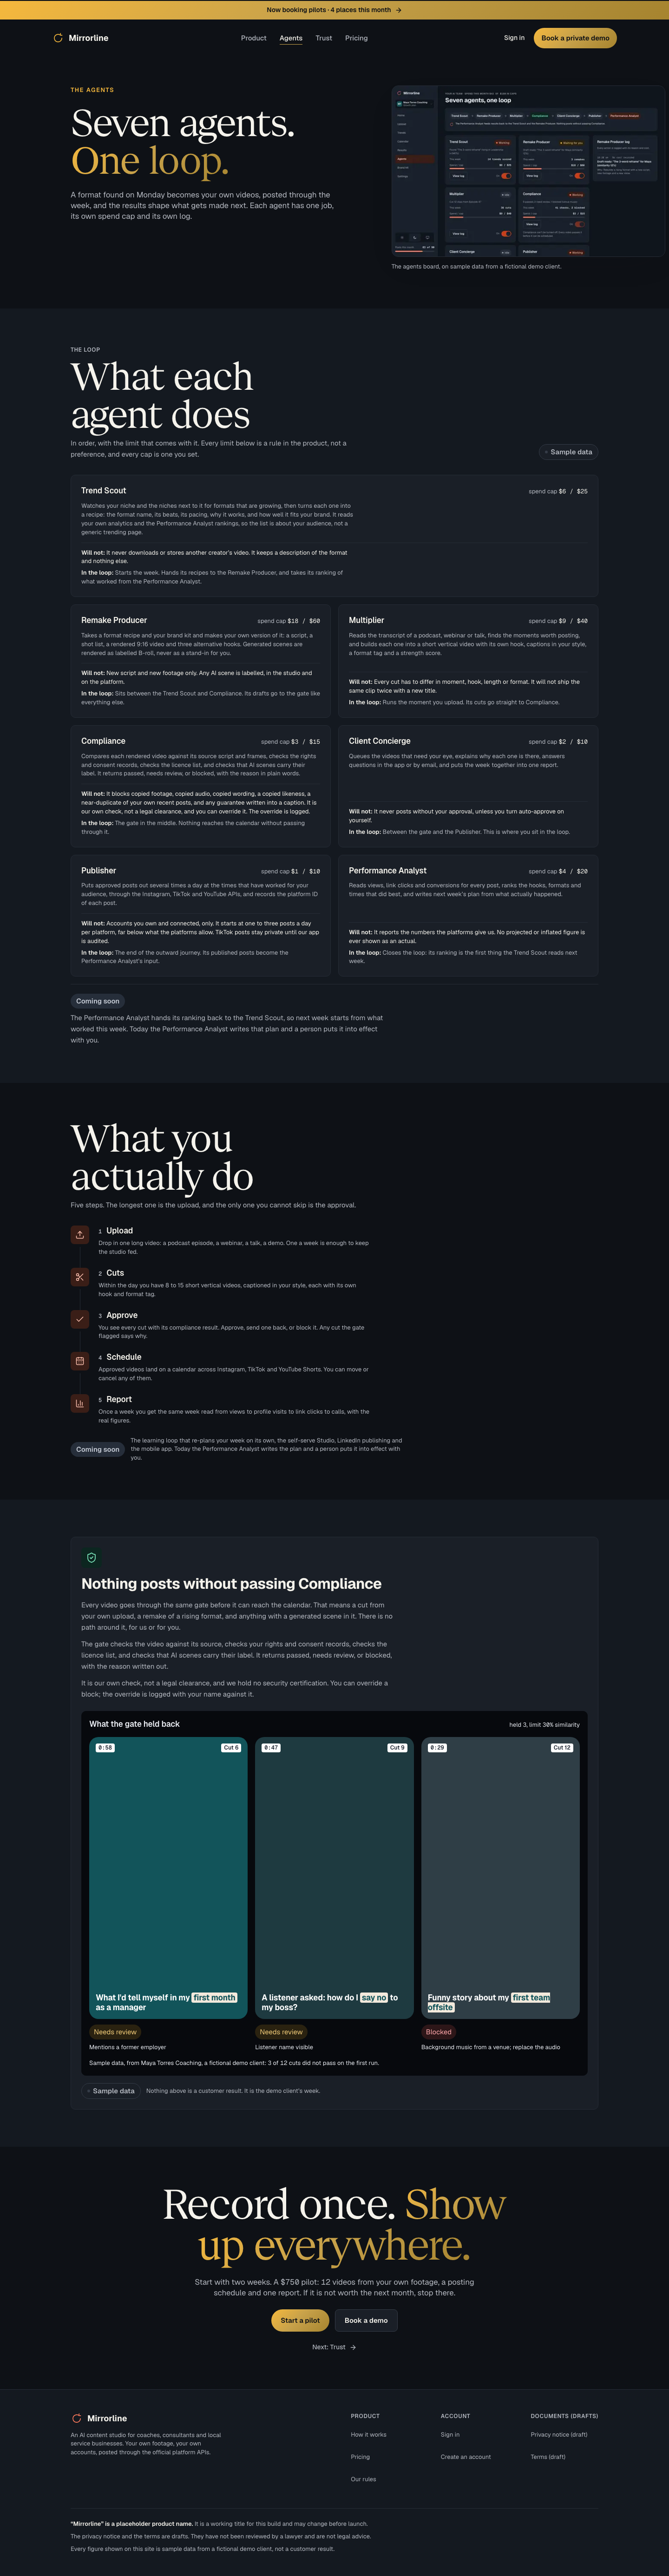 Now booking pilots · 4 places this month →
Mirrorline
Product
Agents
Trust
Pricing
Sign in
Book a private demo
THE AGENTS
Seven agents.
One loop.
A format found on Monday becomes your own videos, posted through the
week, and the results shape what gets made next. Each agent has one job,
its own spend cap and its own log.
Mirrorline
Seven agents, one loop
Trend Scout
Remake Producer
Multiplier
Compliance
Client Concierge
Publisher
Performance Analyst
Trend Scout
Working
View log
Remake Producer
Waiting for you
View log
Remake Producer log
Multiplier
View log
Compliance
Working
View log
Client Concierge
Publisher
Working
The agents board, on sample data from a fictional demo client.
THE LOOP
What each
agent does
In order, with the limit that comes with it. Every limit below is a rule in the product, not a
preference, and every cap is one you set.
Sample data
Trend Scout
spend cap $6 / $25
Watches your niche and the niches next to it for formats that are growing, then turns each one into
a recipe: the format name, its beats, its pacing, why it works, and how well it fits your brand. It reads
your own analytics and the Performance Analyst rankings, so the list is about your audience, not a
generic trending page.
Will not: It never downloads or stores another creator's video. It keeps a description of the format
and nothing else.
In the loop: Starts the week. Hands its recipes to the Remake Producer, and takes its ranking of
what worked from the Performance Analyst.
Remake Producer
spend cap $18 / $60
Takes a format recipe and your brand kit and makes your own version of it: a script, a
shot list, a rendered 9:16 video and three alternative hooks. Generated scenes are
rendered as labelled B-roll, never as a stand-in for you.
Will not: New script and new footage only. Any AI scene is labelled, in the studio and
on the platform.
In the loop: Sits between the Trend Scout and Compliance. Its drafts go to the gate like
everything else.
Multiplier
spend cap $9 / $40
Reads the transcript of a podcast, webinar or talk, finds the moments worth posting,
and builds each one into a short vertical video with its own hook, captions in your style,
a format tag and a strength score.
Will not: Every cut has to differ in moment, hook, length or format. It will not ship the
same clip twice with a new title.
In the loop: Runs the moment you upload. Its cuts go straight to Compliance.
Compliance
spend cap $3 / $15
Compares each rendered video against its source script and frames, checks the rights
and consent records, checks the licence list, and checks that AI scenes carry their
label. It returns passed, needs review, or blocked, with the reason in plain words.
Will not: It blocks copied footage, copied audio, copied wording, a copied likeness, a
near-duplicate of your own recent posts, and any guarantee written into a caption. It is
our own check, not a legal clearance, and you can override it. The override is logged.
In the loop: The gate in the middle. Nothing reaches the calendar without passing
through it.
Client Concierge
spend cap $2 / $10
Queues the videos that need your eye, explains why each one is there, answers
questions in the app or by email, and puts the week together into one report.
Will not: It never posts without your approval, unless you turn auto-approve on
yourself.
In the loop: Between the gate and the Publisher. This is where you sit in the loop.
Publisher
spend cap $1 / $10
Puts approved posts out several times a day at the times that have worked for your
audience, through the Instagram, TikTok and YouTube APIs, and records the platform ID
of each post.
Will not: Accounts you own and connected, only. It starts at one to three posts a day
per platform, far below what the platforms allow. TikTok posts stay private until our app
is audited.
In the loop: The end of the outward journey. Its published posts become the
Performance Analyst's input.
Performance Analyst
spend cap $4 / $20
Reads views, link clicks and conversions for every post, ranks the hooks, formats and
times that did best, and writes next week's plan from what actually happened.
Will not: It reports the numbers the platforms give us. No projected or inflated figure is
ever shown as an actual.
In the loop: Closes the loop: its ranking is the first thing the Trend Scout reads next
week.
Coming soon
The Performance Analyst hands its ranking back to the Trend Scout, so next week starts from what
worked this week. Today the Performance Analyst writes that plan and a person puts it into effect
with you.
What you
actually do
Five steps. The longest one is the upload, and the only one you cannot skip is the approval.
1 Upload
Drop in one long video: a podcast episode, a webinar, a talk, a demo. One a week is enough to keep
the studio fed.
2 Cuts
Within the day you have 8 to 15 short vertical videos, captioned in your style, each with its own
hook and format tag.
3 Approve
You see every cut with its compliance result. Approve, send one back, or block it. Any cut the gate
flagged says why.
4 Schedule
Approved videos land on a calendar across Instagram, TikTok and YouTube Shorts. You can move or
cancel any of them.
5 Report
Once a week you get the same week read from views to profile visits to link clicks to calls, with the
real figures.
Coming soon
The learning loop that re-plans your week on its own, the self-serve Studio, LinkedIn publishing and
the mobile app. Today the Performance Analyst writes the plan and a person puts it into effect with
you.
Nothing posts without passing Compliance
Every video goes through the same gate before it can reach the calendar. That means a cut from
your own upload, a remake of a rising format, and anything with a generated scene in it. There is no
path around it, for us or for you.
The gate checks the video against its source, checks your rights and consent records, checks the
licence list, and checks that AI scenes carry their label. It returns passed, needs review, or blocked,
with the reason written out.
It is our own check, not a legal clearance, and we hold no security certification. You can override a
block; the override is logged with your name against it.
What the gate held back
held 3, limit 30% similarity
0:58
Cut 6
What I'd tell myself in my first month
as a manager
Needs review
Mentions a former employer
0:47
Cut 9
A listener asked: how do I say no to
my boss?
Needs review
Listener name visible
0:29
Cut 12
Funny story about my first team
offsite
Blocked
Background music from a venue; replace the audio
Sample data, from Maya Torres Coaching, a fictional demo client: 3 of 12 cuts did not pass on the first run.
Sample data
Nothing above is a customer result. It is the demo client's week.
Record once. Show
up everywhere.
Start with two weeks. A $750 pilot: 12 videos from your own footage, a posting
schedule and one report. If it is not worth the next month, stop there.
Start a pilot
Book a demo
Next: Trust →
Mirrorline
An AI content studio for coaches, consultants and local
service businesses. Your own footage, your own
accounts, posted through the official platform APIs.
PRODUCT
How it works
Pricing
Our rules
ACCOUNT
Sign in
Create an account
DOCUMENTS (DRAFTS)
Privacy notice (draft)
Terms (draft)
"Mirrorline" is a placeholder product name. It is a working title for this build and may change before launch.
The privacy notice and the terms are drafts. They have not been reviewed by a lawyer and are not legal advice.
Every figure shown on this site is sample data from a fictional demo client, not a customer result.